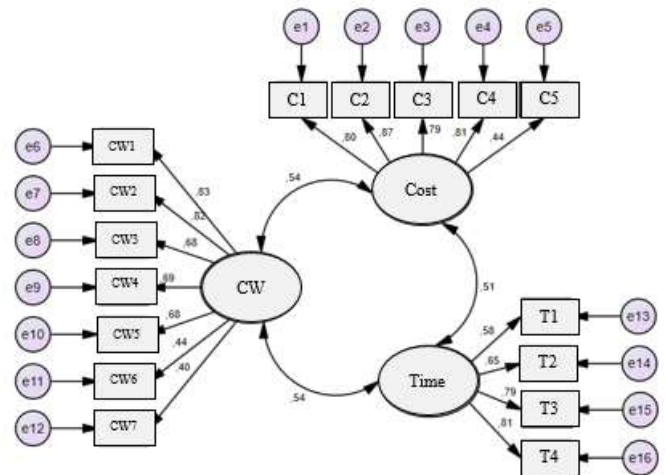 e1 e2 e3 e4 e5
C1 C2 C3 C4 C5
.80 .87 .79 .81 .44
Cost
e6 CW1 .83
e7 CW2 .82
e8 CW3 .68
e9 CW4 .69
e10 CW5 .68
e11 CW6 .44
e12 CW7 .40
CW
.54
.51
.54
Time
.58 T1 e13
.65 T2 e14
.79 T3 e15
.81 T4 e16